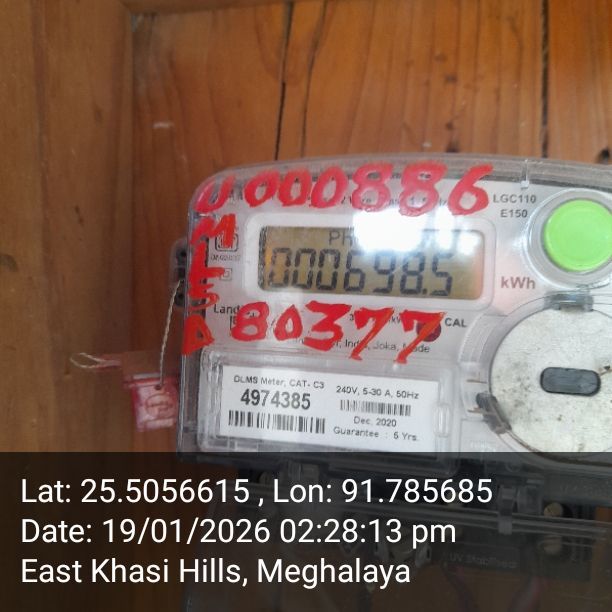 U000886
LGC110
E150
000698.5
kWh
M
E
S
D 80377
CAL
DLMS Meter, CAT- C3
240V, 5-30 A, 50Hz
4974385
Dec, 2020
Guarantee : 5 Yrs.
Lat: 25.5056615 , Lon: 91.785685
Date: 19/01/2026 02:28:13 pm
East Khasi Hills, Meghalaya